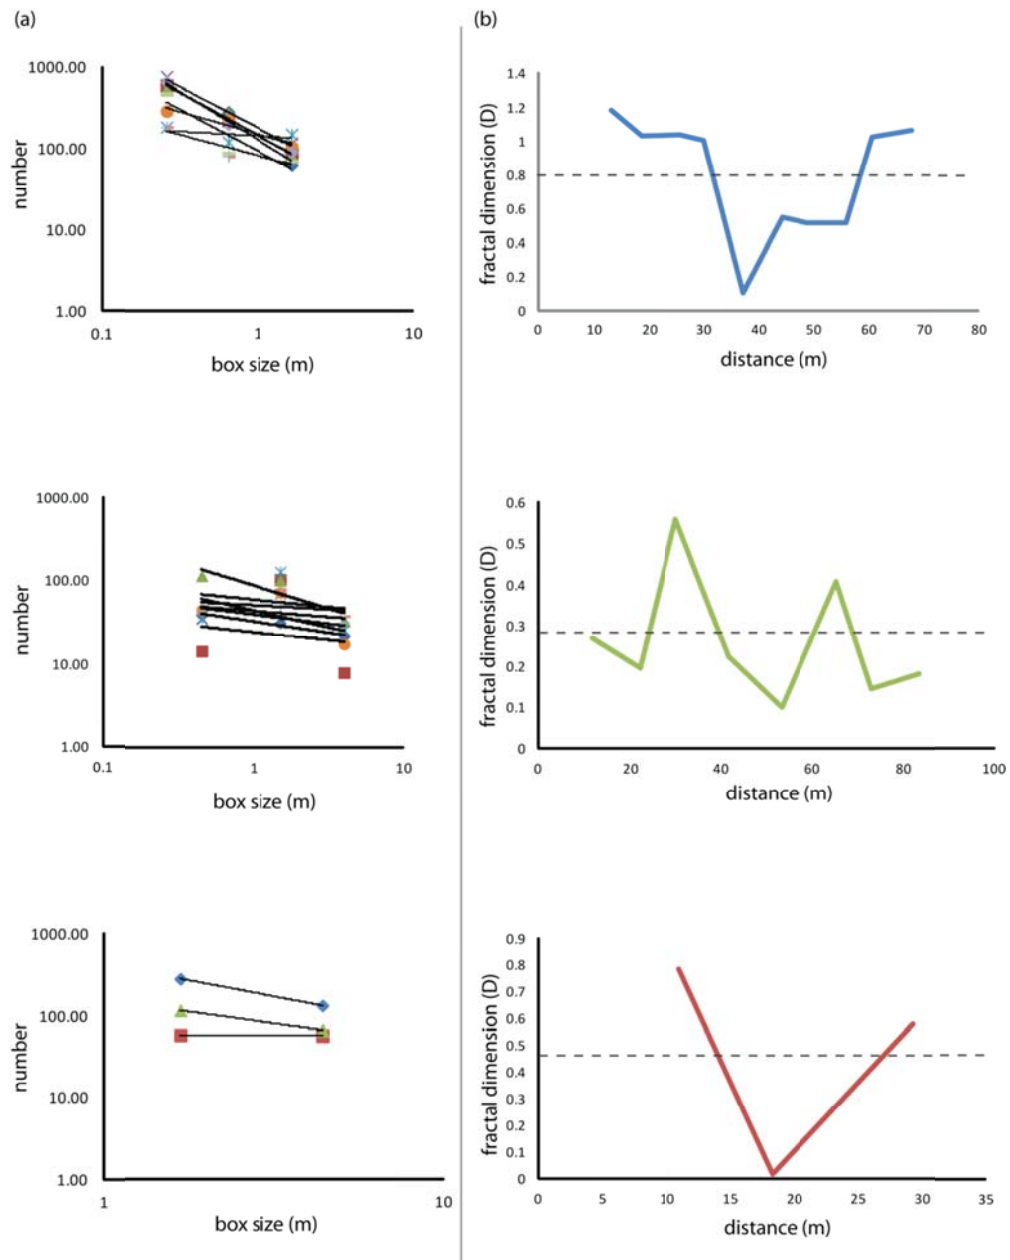 (a)
1000.00
100.00
10.00
1.00
number
0.1
1
10
box size (m)
1000.00
100.00
10.00
1.00
number
0.1
1
10
box size (m)
1000.00
100.00
10.00
1.00
number
1
10
box size (m)
(b)
1.4
1.2
1
0.8
0.6
0.4
0.2
0
fractal dimension (D)
0 10 20 30 40 50 60 70 80
distance (m)
0.6
0.5
0.4
0.3
0.2
0.1
0
fractal dimension (D)
0 20 40 60 80 100
distance (m)
0.9
0.8
0.7
0.6
0.5
0.4
0.3
0.2
0.1
0
fractal dimension (D)
0 5 10 15 20 25 30 35
distance (m)